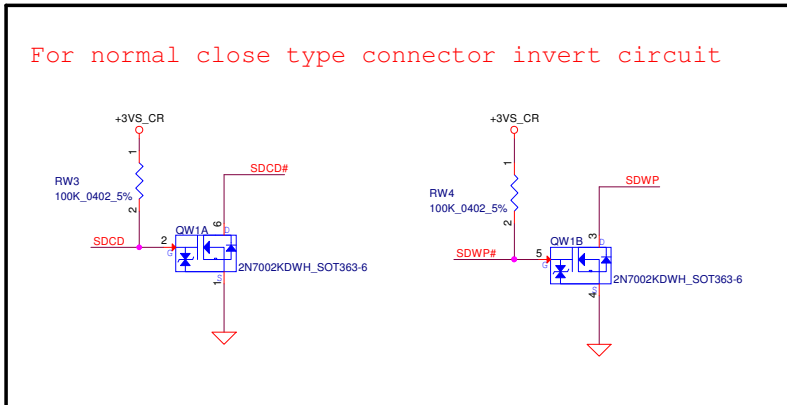 For normal close type connector invert circuit
+3VS_CR
1
RW3
100K_0402_5%
2
SDCD
SDCD#
QW1A
2
6
D
G
S
1
2N7002KDWH_SOT363-6
+3VS_CR
1
RW4
100K_0402_5%
2
SDWP#
SDWP
QW1B
5
3
D
G
S
4
2N7002KDWH_SOT363-6